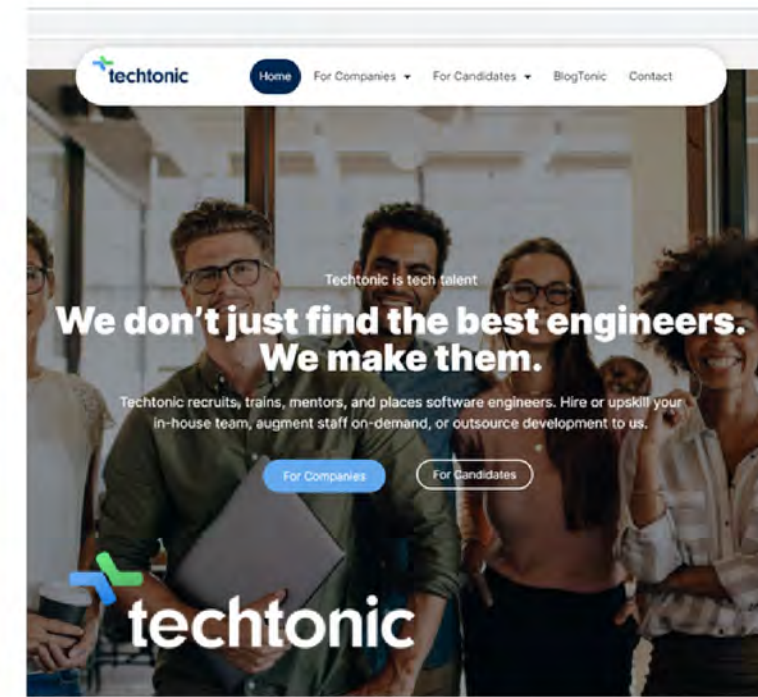 techtonic
Home
For Companies
For Candidates
BlogTonic
Contact
Techtonic is tech talent
We don't just find the best engineers.
We make them.
Techtonic recruits, trains, mentors, and places software engineers. Hire or upskill your
in-house team, augment staff on-demand, or outsource development to us.
For Companies
For Candidates
techtonic